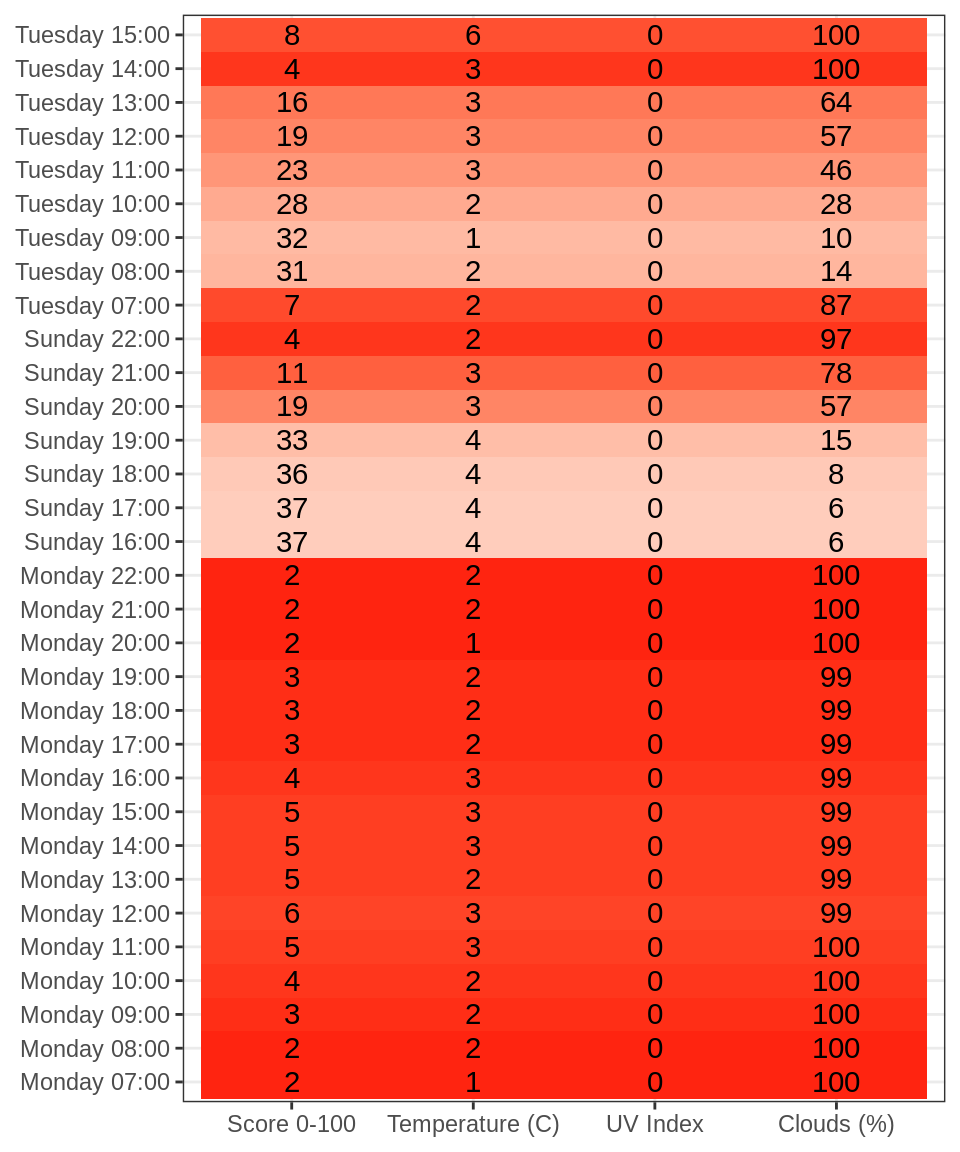 Tuesday 15:00 8 6 0 100
Tuesday 14:00 4 3 0 100
Tuesday 13:00 16 3 0 64
Tuesday 12:00 19 3 0 57
Tuesday 11:00 23 3 0 46
Tuesday 10:00 28 2 0 28
Tuesday 09:00 32 1 0 10
Tuesday 08:00 31 2 0 14
Tuesday 07:00 7 2 0 87
Sunday 22:00 4 2 0 97
Sunday 21:00 11 3 0 78
Sunday 20:00 19 3 0 57
Sunday 19:00 33 4 0 15
Sunday 18:00 36 4 0 8
Sunday 17:00 37 4 0 6
Sunday 16:00 37 4 0 6
Monday 22:00 2 2 0 100
Monday 21:00 2 2 0 100
Monday 20:00 2 1 0 100
Monday 19:00 3 2 0 99
Monday 18:00 3 2 0 99
Monday 17:00 3 2 0 99
Monday 16:00 4 3 0 99
Monday 15:00 5 3 0 99
Monday 14:00 5 3 0 99
Monday 13:00 5 2 0 99
Monday 12:00 6 3 0 99
Monday 11:00 5 3 0 100
Monday 10:00 4 2 0 100
Monday 09:00 3 2 0 100
Monday 08:00 2 2 0 100
Monday 07:00 2 1 0 100
Score 0-100 Temperature (C) UV Index Clouds (%)